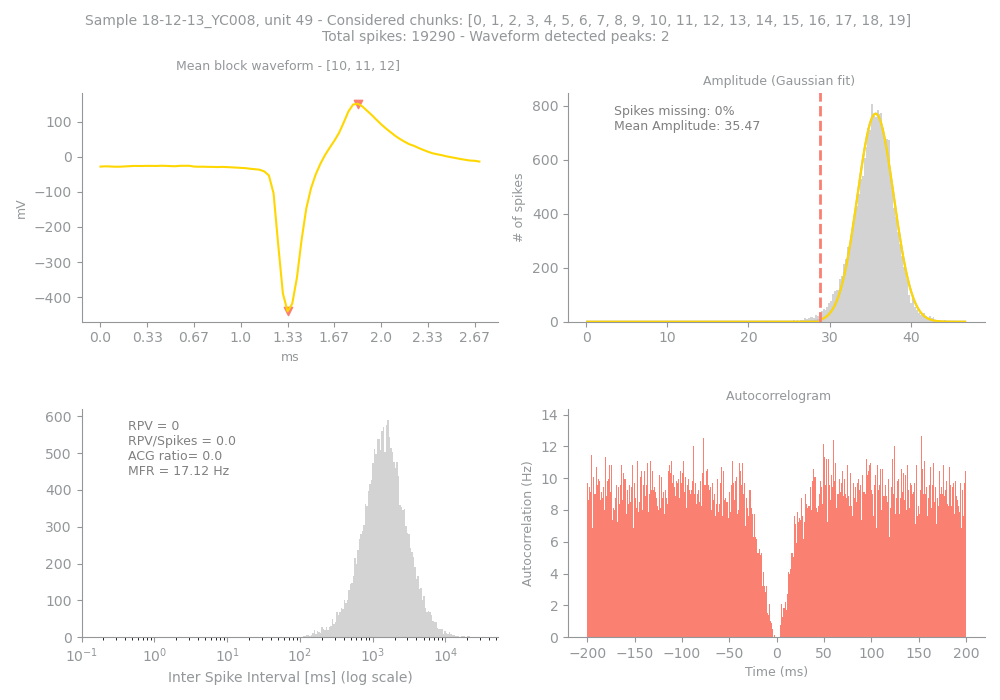 Sample 18-12-13_YC008, unit 49 - Considered chunks: [0, 1, 2, 3, 4, 5, 6, 7, 8, 9, 10, 11, 12, 13, 14, 15, 16, 17, 18, 19]
Total spikes: 19290 - Waveform detected peaks: 2
Mean block waveform - [10, 11, 12]
100
0
−100
−200
−300
−400
mV
0.0 0.33 0.67 1.0 1.33 1.67 2.0 2.33 2.67
ms
Amplitude (Gaussian fit)
Spikes missing: 0%
Mean Amplitude: 35.47
800
600
400
200
0
# of spikes
0 10 20 30 40
RPV = 0
RPV/Spikes = 0.0
ACG ratio= 0.0
MFR = 17.12 Hz
600
500
400
300
200
100
0
10⁻¹ 10⁰ 10¹ 10² 10³ 10⁴
Inter Spike Interval [ms] (log scale)
Autocorrelogram
14
12
10
8
6
4
2
0
Autocorrelation (Hz)
−200 −150 −100 −50 0 50 100 150 200
Time (ms)